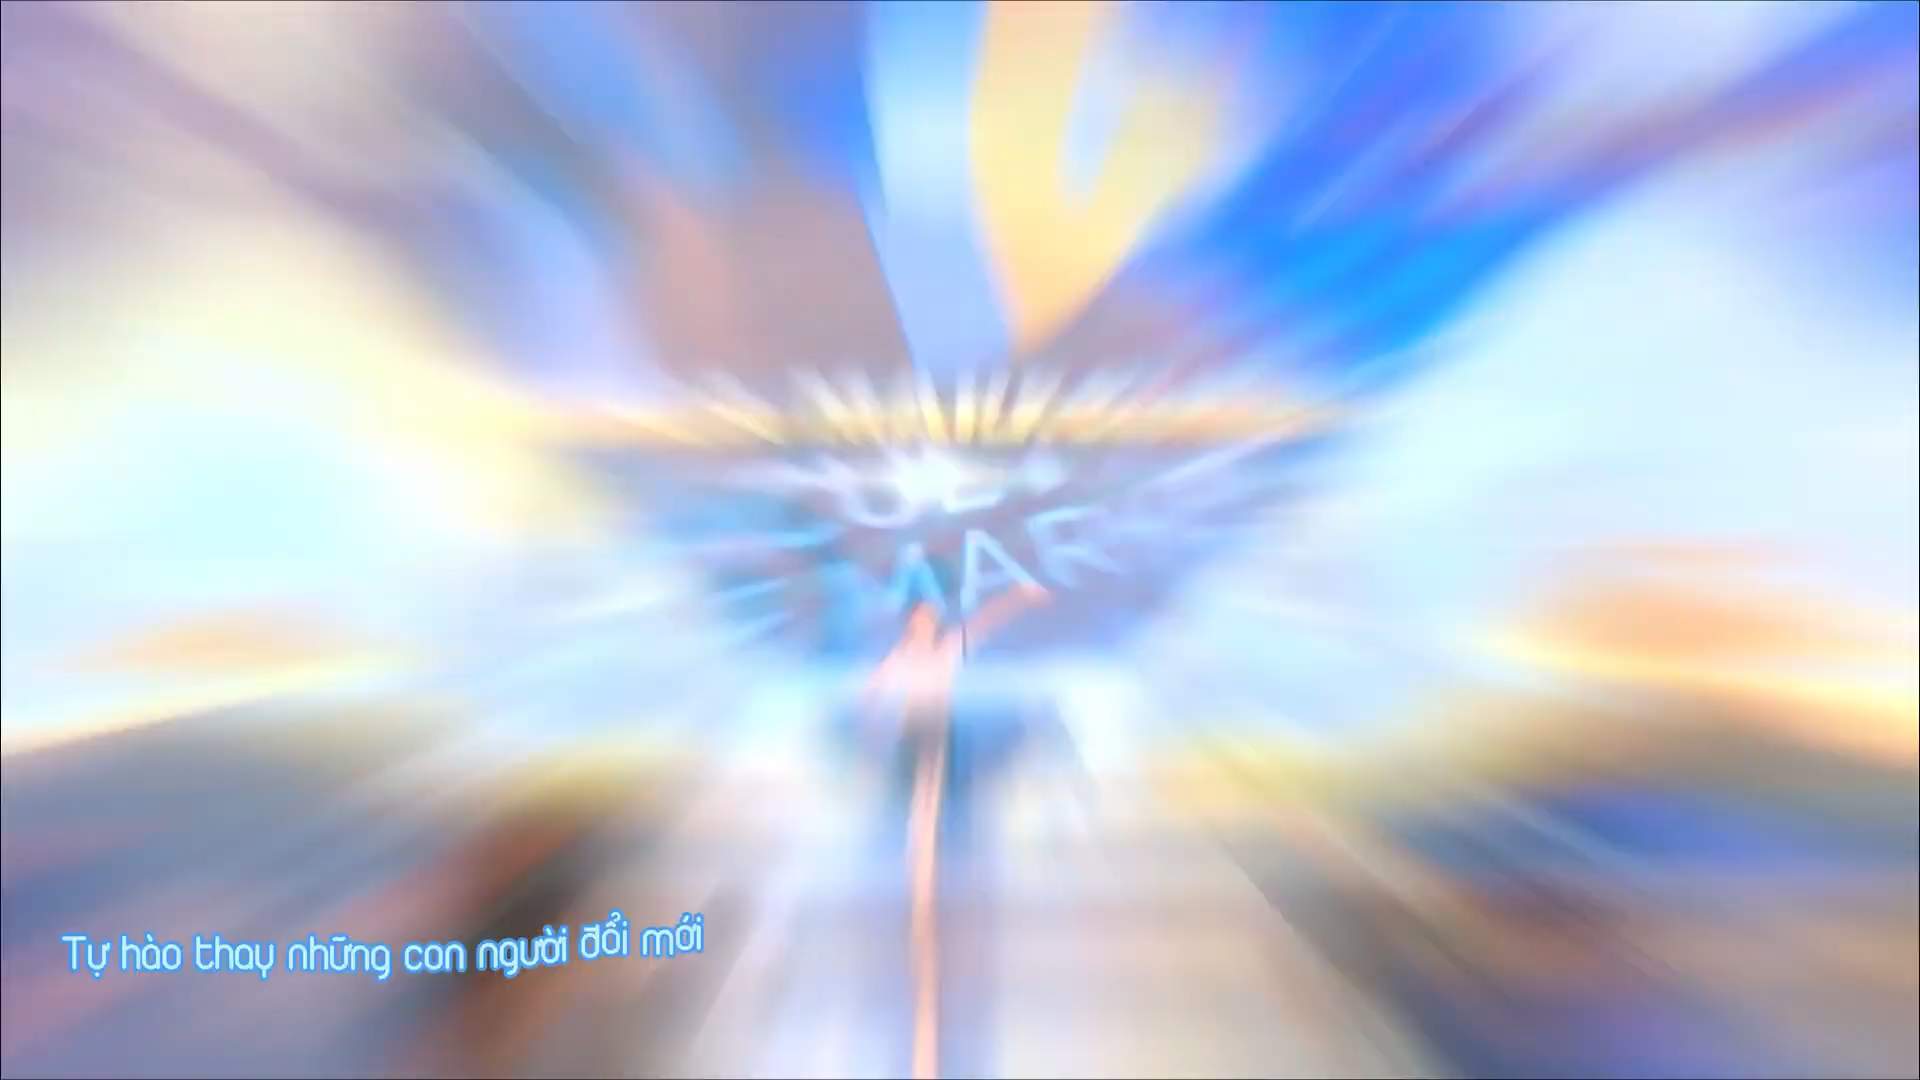 Tự hào thay những con người đổi mới